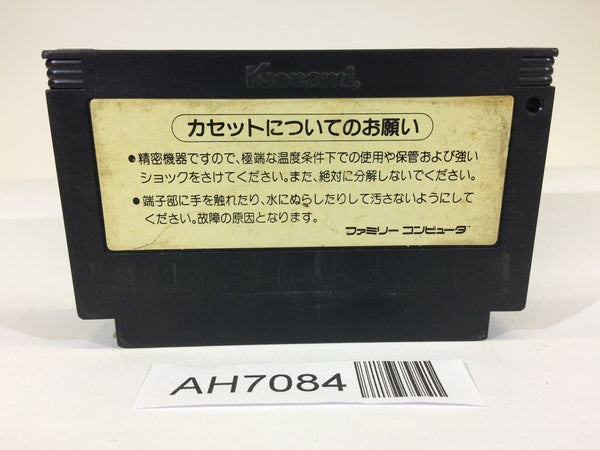 Konami.
カセットについてのお願い
●精密機器ですので、極端な温度条件下での使用や保管および強い
ショックをさけてください。また、絶対に分解しないでください。
●端子部に手を触れたり、水にぬらしたりして汚さないようにして
ください。故障の原因となります。
ファミリー コンピュータ™
AH7084